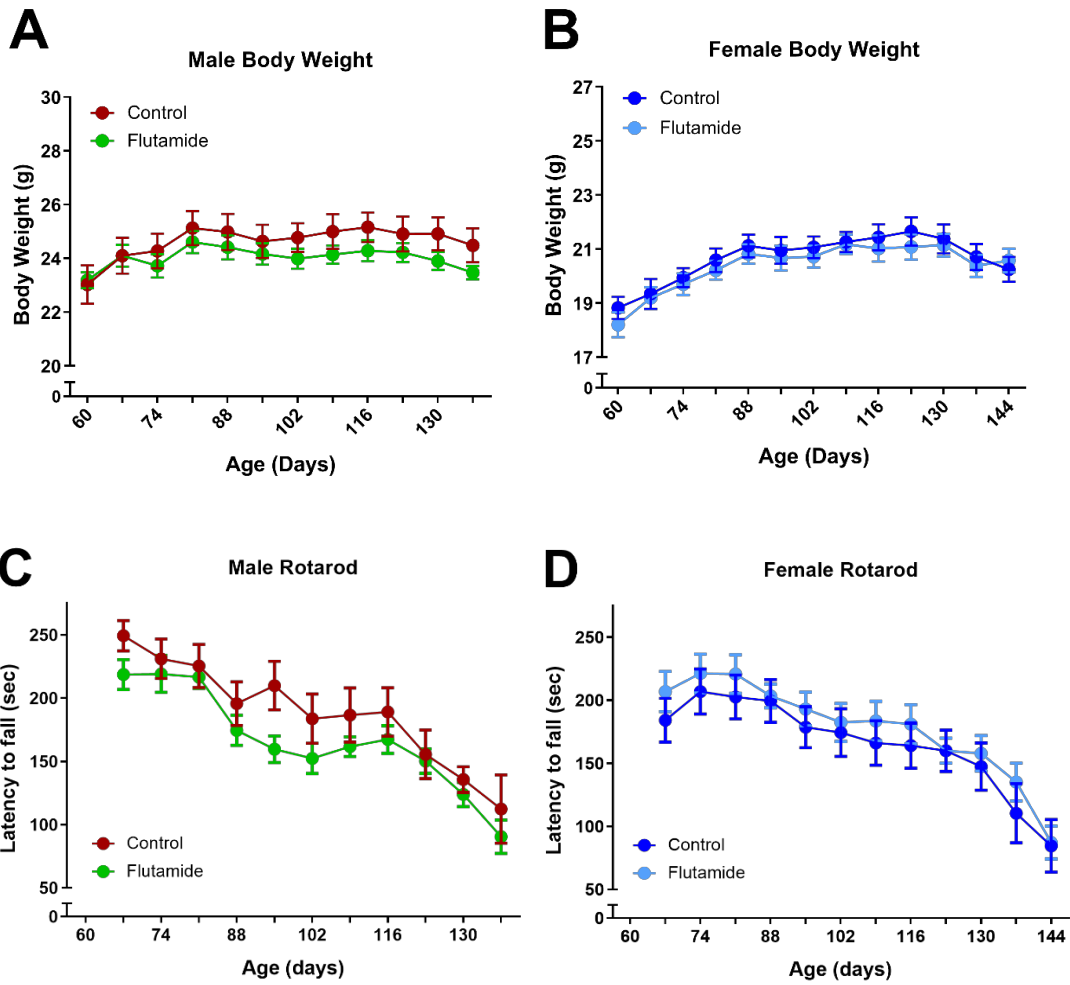 A
Male Body Weight
Control
Flutamide
Body Weight (g)
30
28
26
24
22
20
0
60
74
88
102
116
130
Age (Days)
B
Female Body Weight
Control
Flutamide
Body Weight (g)
27
25
23
21
19
17
0
60
74
88
102
116
130
144
Age (Days)
C
Male Rotarod
Latency to fall (sec)
250
200
150
100
50
0
Control
Flutamide
60
74
88
102
116
130
Age (days)
D
Female Rotarod
Latency to fall (sec)
250
200
150
100
50
0
Control
Flutamide
60
74
88
102
116
130
144
Age (days)